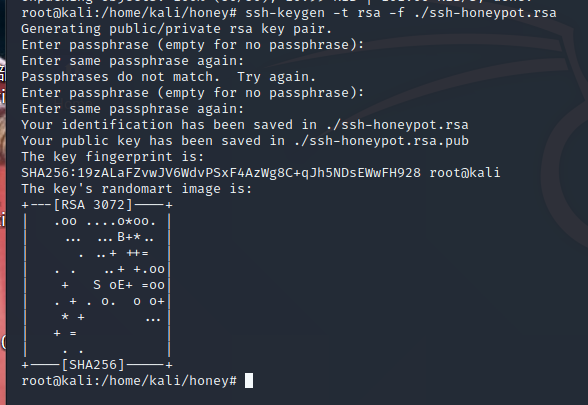 root@kali:/home/kali/honey# ssh-keygen -t rsa -f ./ssh-honeypot.rsa
Generating public/private rsa key pair.
Enter passphrase (empty for no passphrase):
Enter same passphrase again:
Passphrases do not match.  Try again.
Enter passphrase (empty for no passphrase):
Enter same passphrase again:
Your identification has been saved in ./ssh-honeypot.rsa
Your public key has been saved in ./ssh-honeypot.rsa.pub
The key fingerprint is:
SHA256:19zALaFZvwJV6WdvPSxF4AzWg8C+qJh5NDsEWwFH928 root@kali
The key's randomart image is:
+---[RSA 3072]----+
|   .oo ....o*oo. |
|    ... ...B+*.. |
|      . ..+ ++=  |
|   . .   ..+ +.oo|
|    +   S oE+ =oo|
|   . + . o.  o o+|
|    * +       ...|
|   + =           |
|    . .          |
+----[SHA256]-----+
root@kali:/home/kali/honey#